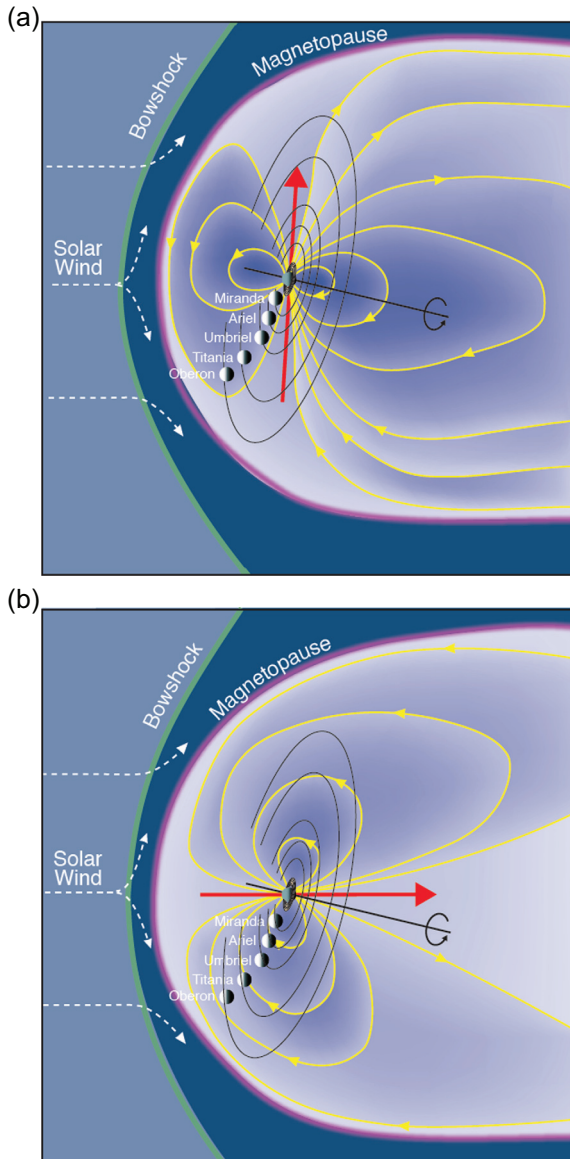 (a)
Magnetopause
Bowshock
Solar
Wind
Miranda
Ariel
Umbriel
Titania
Oberon
(b)
Magnetopause
Bowshock
Solar
Wind
Miranda
Ariel
Umbriel
Titania
Oberon